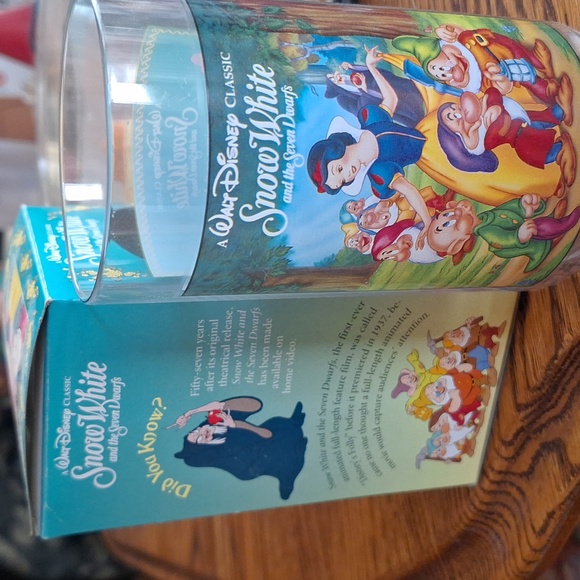 A WALT DISNEY CLASSIC
Snow White
and the Seven Dwarfs
A WALT DISNEY CLASSIC
Snow White
and the Seven Dwarfs
Did You Know?
Fifty-seven years
after its original
theatrical release,
Snow White and
the Seven Dwarfs
has been made
available on
home video.
Snow White and the Seven Dwarfs, the first-ever
animated full-length feature film, was called
"Disney's Folly" before it premiered in 1937, be-
cause no one thought a full-length animated
movie would capture audiences' attention.